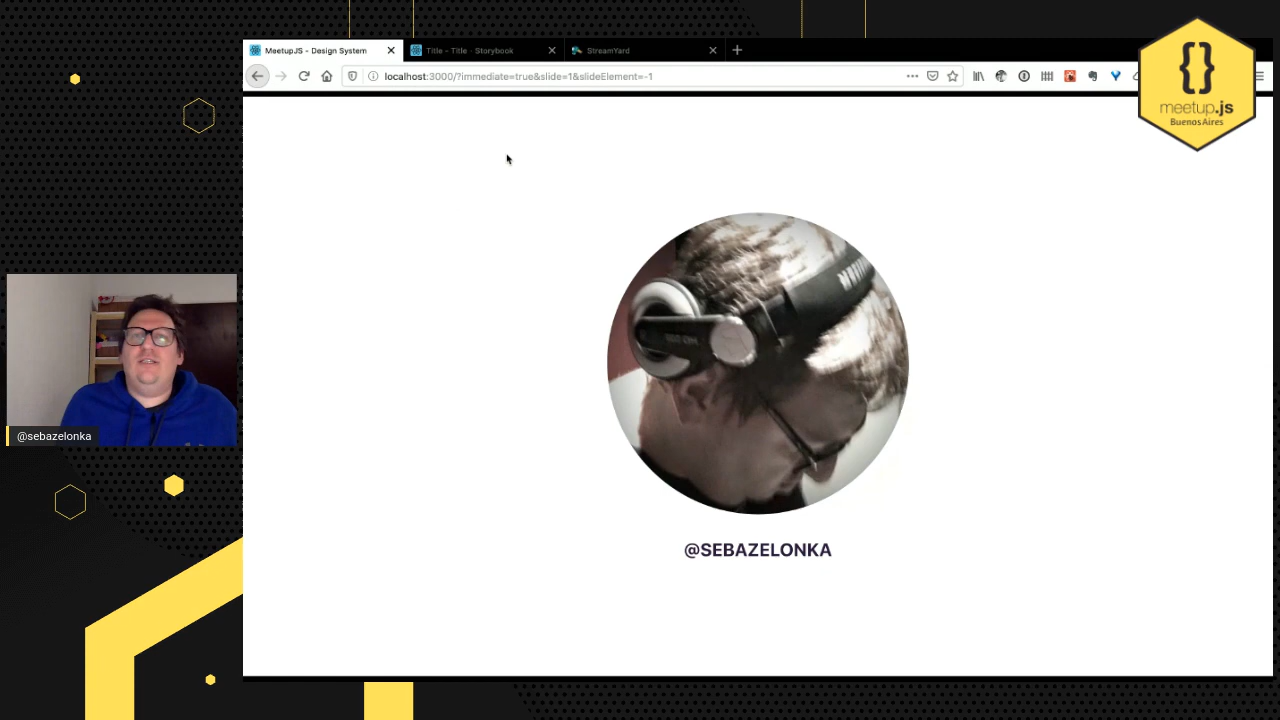 MeetupJS - Design System
Title - Title · Storybook
StreamYard
localhost:3000/?immediate=true&slide=1&slideElement=-1
{}
meetup.js
Buenos Aires
@sebazelonka
@SEBAZELONKA